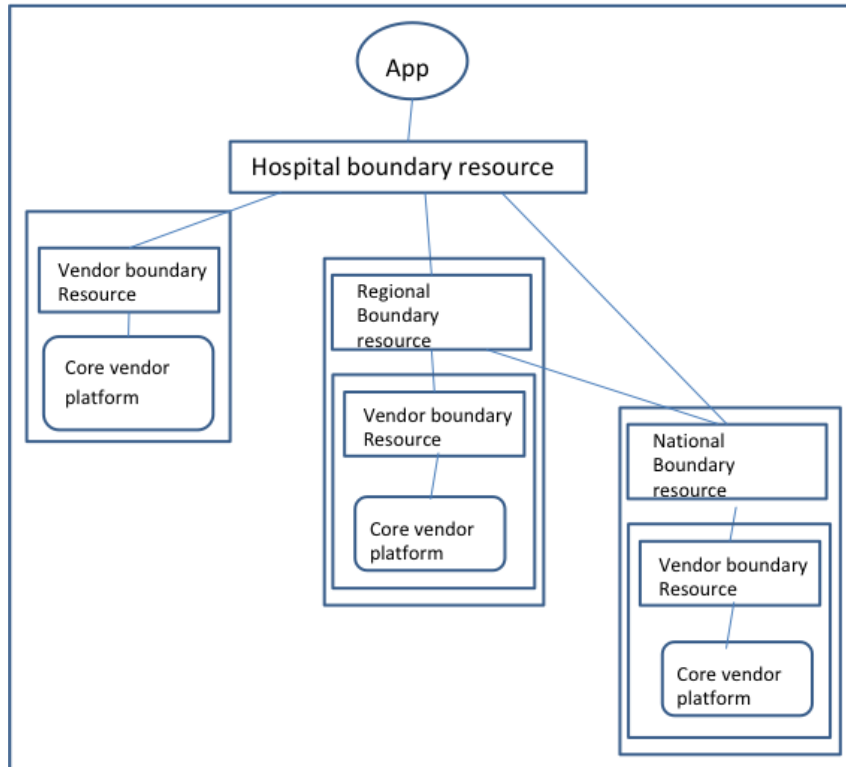 App
Hospital boundary resource
Vendor boundary
Resource
Core vendor
platform
Regional
Boundary
resource
Vendor boundary
Resource
Core vendor
platform
National
Boundary
resource
Vendor boundary
Resource
Core vendor
platform